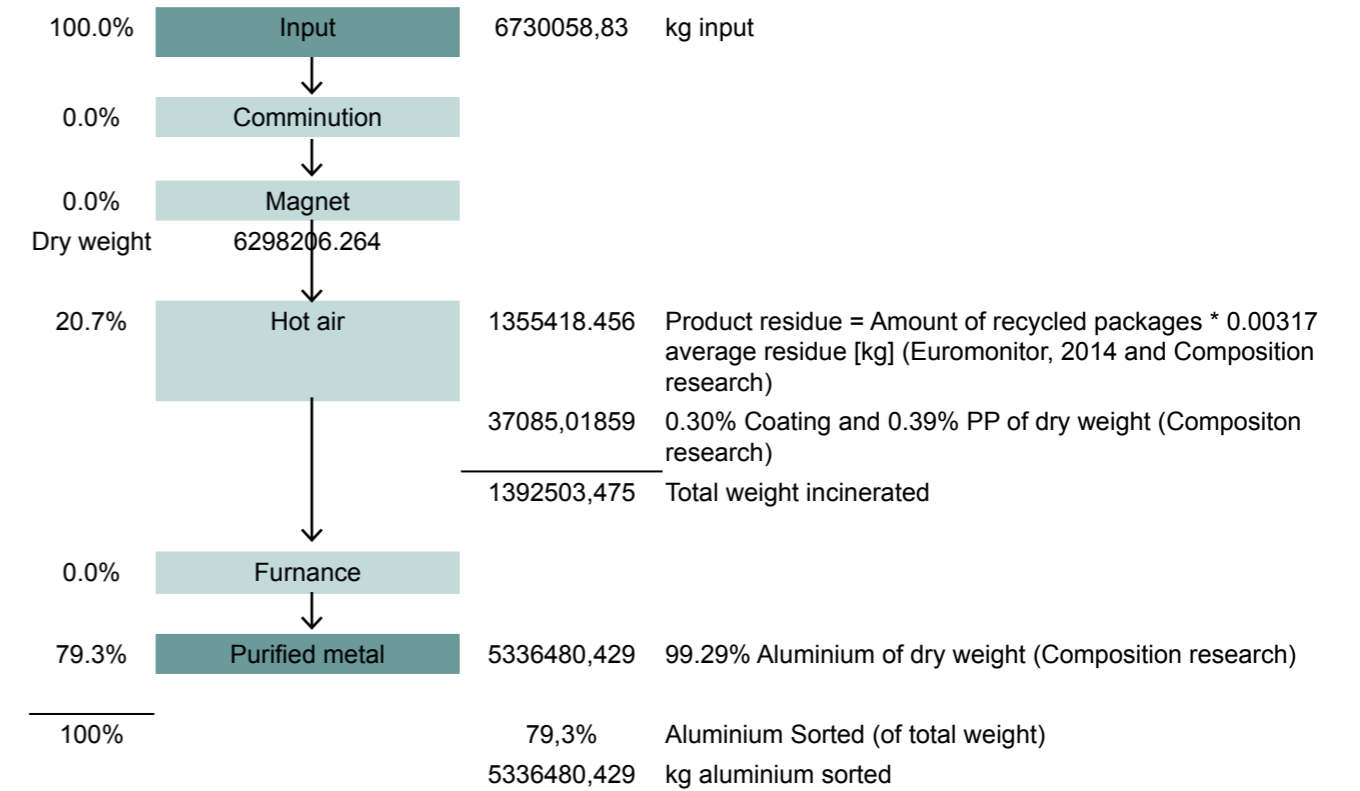 100.0% Input 6730058,83 kg input
0.0% Comminution
0.0% Magnet
Dry weight 6298206.264
20.7% Hot air 1355418.456 Product residue = Amount of recycled packages * 0.00317
average residue [kg] (Euromonitor, 2014 and Composition
research)
37085,01859 0.30% Coating and 0.39% PP of dry weight (Compositon
research)
1392503,475 Total weight incinerated
0.0% Furnance
79.3% Purified metal 5336480,429 99.29% Aluminium of dry weight (Composition research)
100% 79,3% Aluminium Sorted (of total weight)
5336480,429 kg aluminium sorted